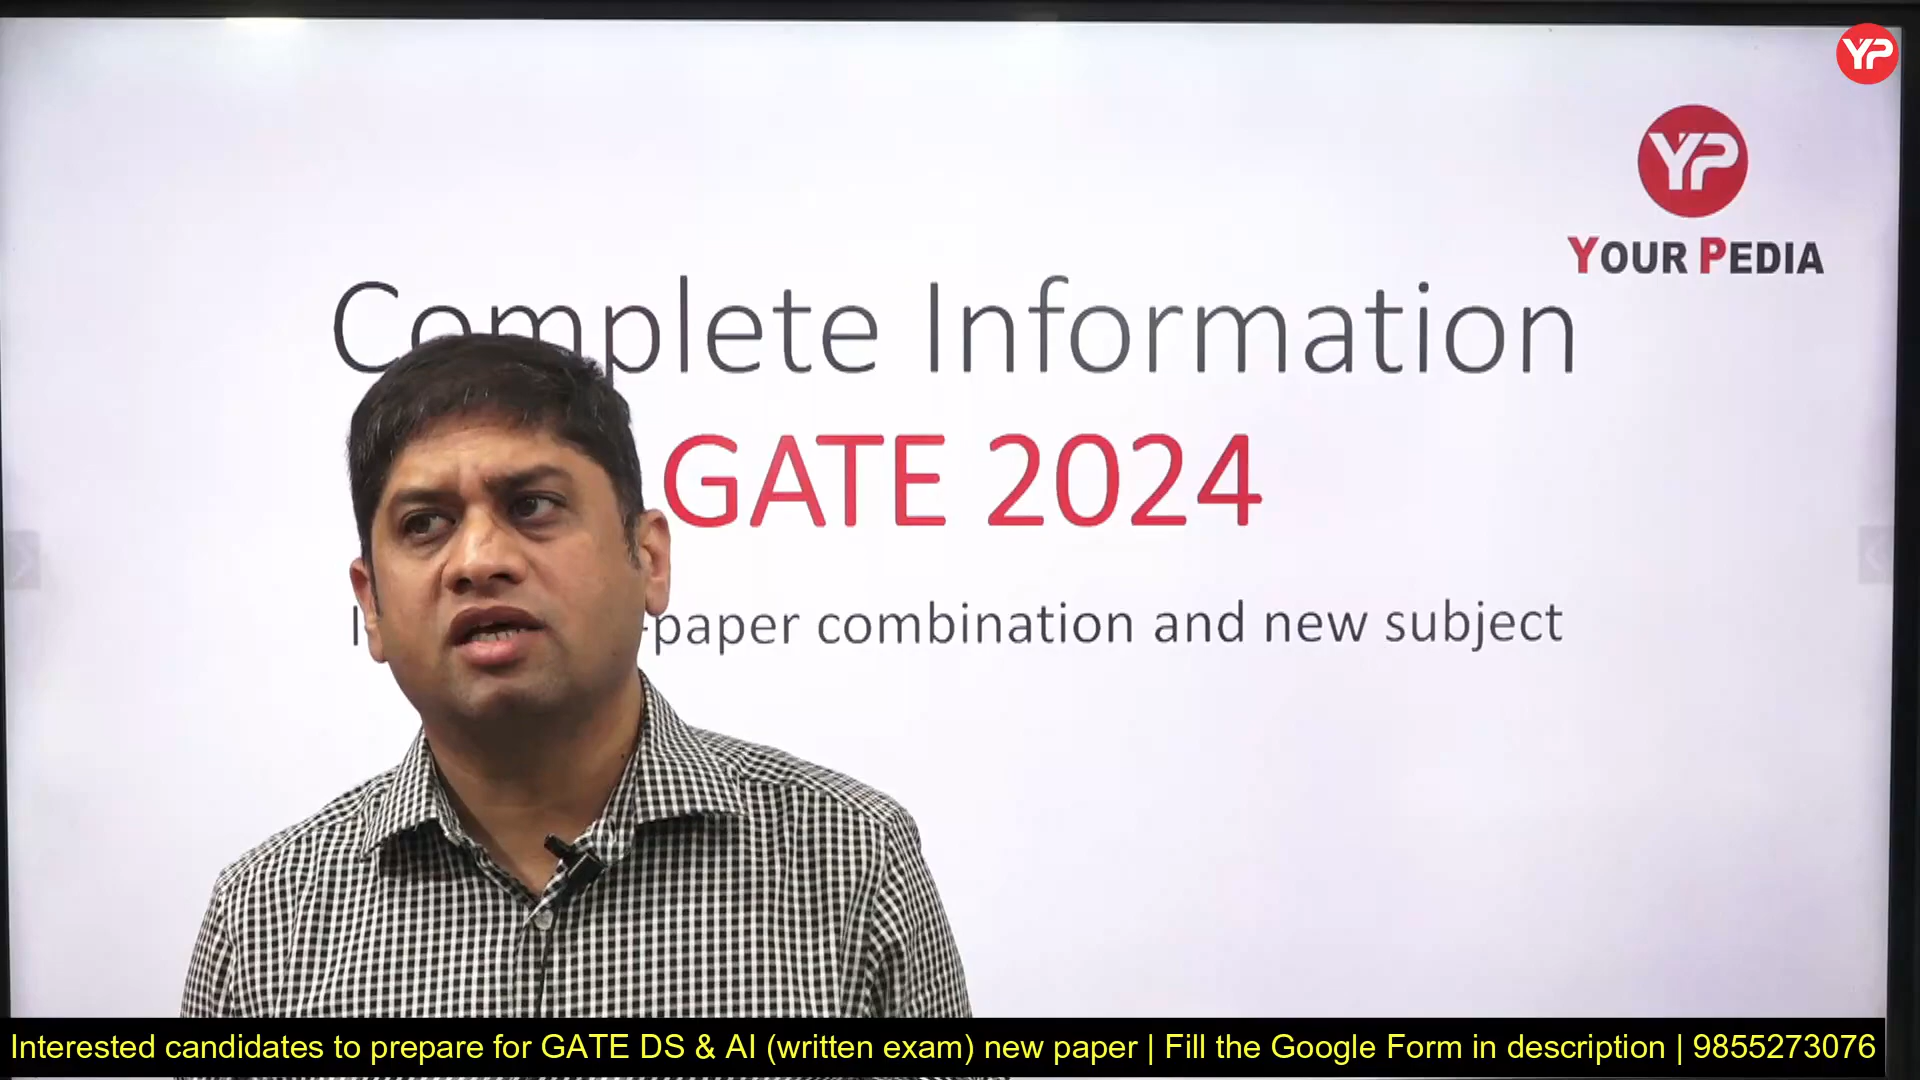 YP
YP
YOUR PEDIA
Complete Information
GATE 2024
-paper combination and new subject
Interested candidates to prepare for GATE DS & AI (written exam) new paper | Fill the Google Form in description | 9855273076